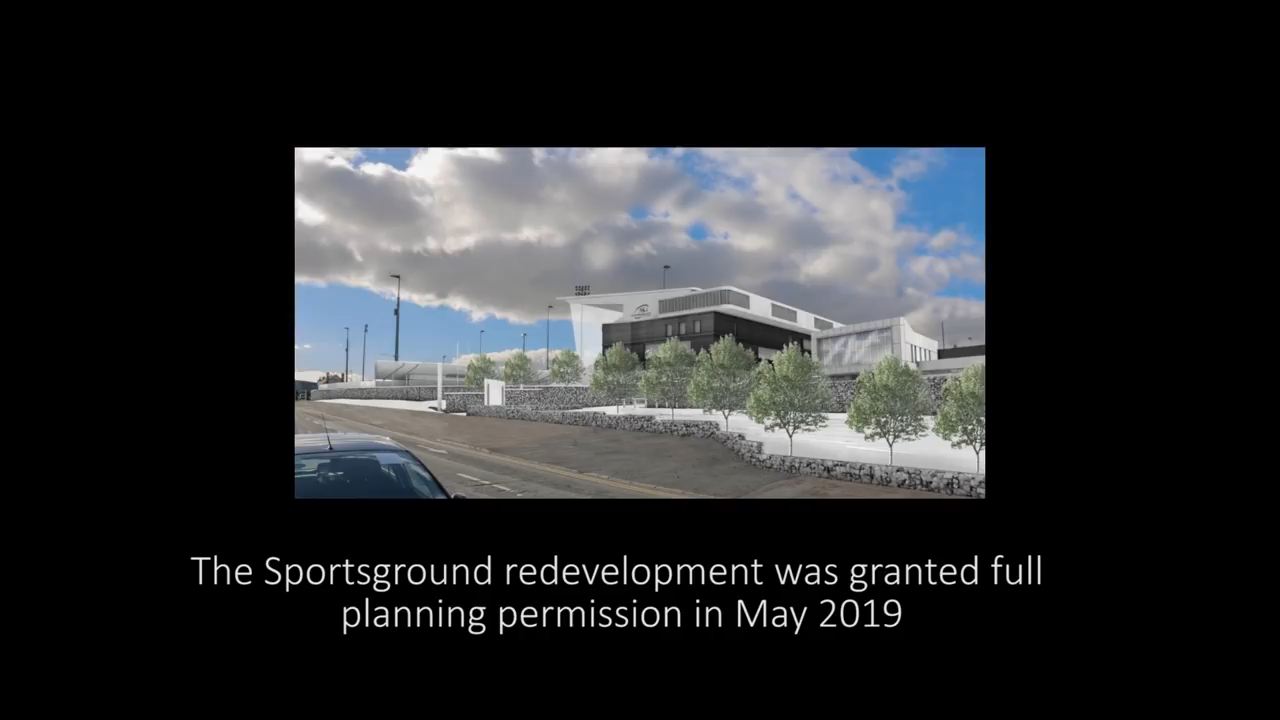 The Sportsground redevelopment was granted full
planning permission in May 2019